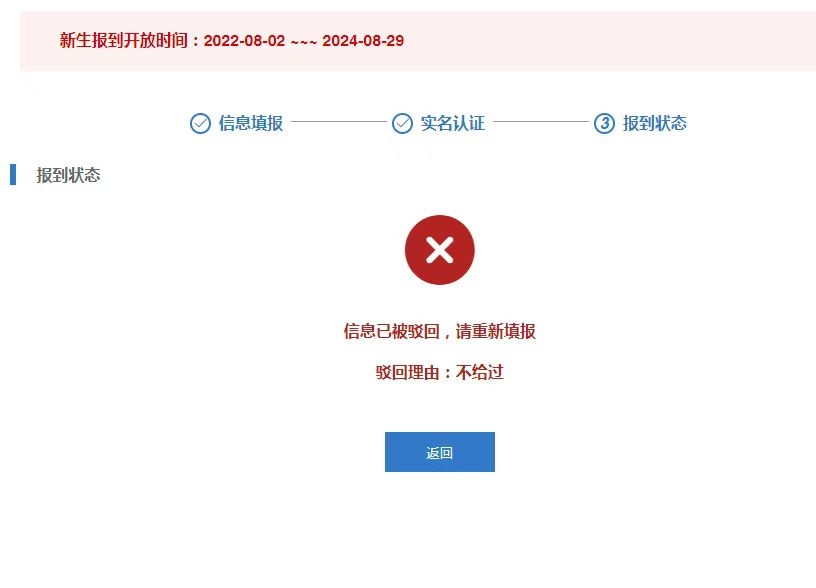 新生报到开放时间：2022-08-02 ~~~ 2024-08-29
信息填报 实名认证 3 报到状态
报到状态
信息已被驳回，请重新填报
驳回理由：不给过
返回